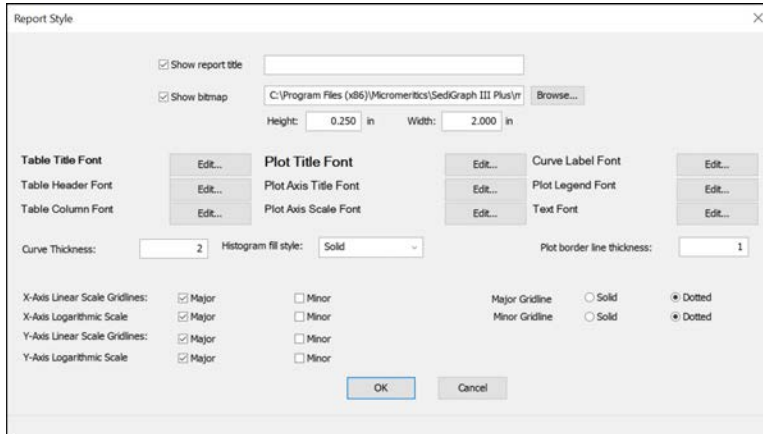 Report Style
Show report title
Show bitmap C:\Program Files (x86)\Micromeritics\SediGraph III Plus\m Browse...
Height: 0.250 in Width: 2.000 in
Table Title Font Edit... Plot Title Font Edit... Curve Label Font Edit...
Table Header Font Edit... Plot Axis Title Font Edit... Plot Legend Font Edit...
Table Column Font Edit... Plot Axis Scale Font Edit... Text Font Edit...
Curve Thickness: 2 Histogram fill style: Solid Plot border line thickness: 1
X-Axis Linear Scale Gridlines: Major Minor Major Gridline Solid Dotted
X-Axis Logarithmic Scale Major Minor Minor Gridline Solid Dotted
Y-Axis Linear Scale Gridlines: Major Minor
Y-Axis Logarithmic Scale Major Minor
OK Cancel